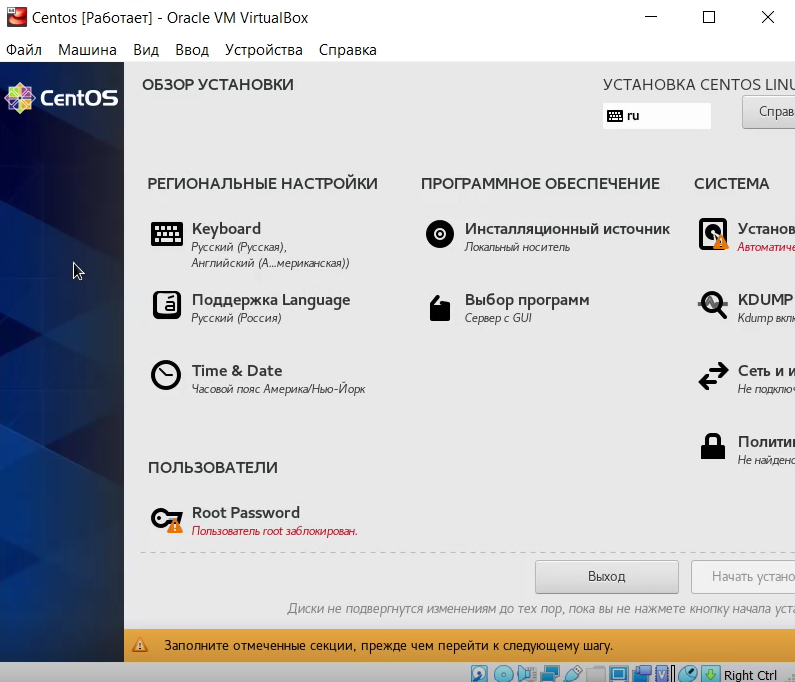 Centos [Работает] - Oracle VM VirtualBox
Файл Машина Вид Ввод Устройства Справка
CentOS
ОБЗОР УСТАНОВКИ
УСТАНОВКА CENTOS LINU
ru
Справ
РЕГИОНАЛЬНЫЕ НАСТРОЙКИ
Keyboard
Русский (Русская),
Английский (А...мериканская))
Поддержка Language
Русский (Россия)
Time & Date
Часовой пояс Америка/Нью-Йорк
ПРОГРАММНОЕ ОБЕСПЕЧЕНИЕ
Инсталляционный источник
Локальный носитель
Выбор программ
Сервер с GUI
СИСТЕМА
Установ
Автоматиче
KDUMP
Kdump вкл
Сеть и и
Не подклю
Полити
Не найдено
ПОЛЬЗОВАТЕЛИ
Root Password
Пользователь root заблокирован.
Выход
Начать устано
Диски не подвергнутся изменениям до тех пор, пока вы не нажмете кнопку начала уст
Заполните отмеченные секции, прежде чем перейти к следующему шагу.
Right Ctrl